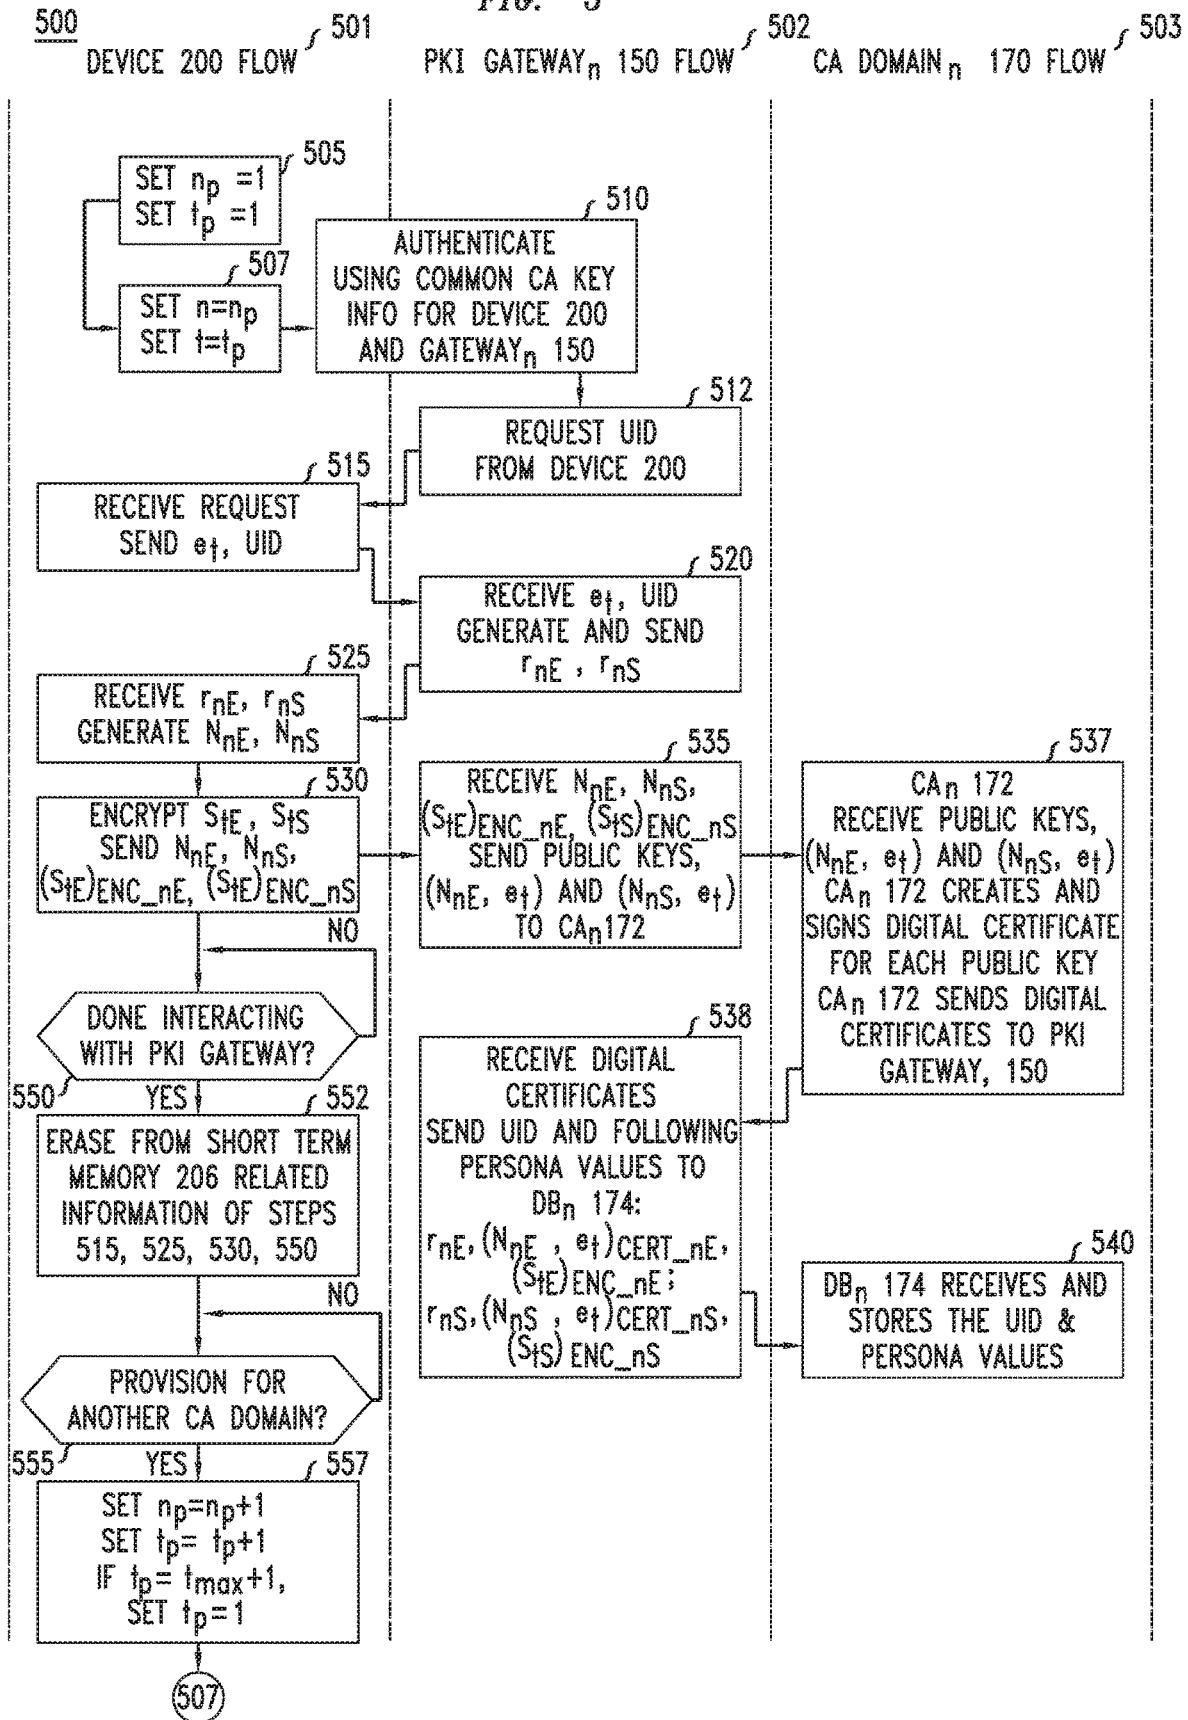 FIG. 5
500
501
DEVICE 200 FLOW
502
PKI GATEWAYn 150 FLOW
503
CA DOMAINn 170 FLOW
505
SET np =1
SET tp =1
507
SET n=np
SET t=tp
510
AUTHENTICATE
USING COMMON CA KEY
INFO FOR DEVICE 200
AND GATEWAYn 150
512
REQUEST UID
FROM DEVICE 200
515
RECEIVE REQUEST
SEND et, UID
520
RECEIVE et, UID
GENERATE AND SEND
rnE , rnS
525
RECEIVE rnE, rnS
GENERATE NnE, NnS
530
ENCRYPT StE, StS
SEND NnE, NnS,
(StE)ENC_nE, (StE)ENC_nS
535
RECEIVE NnE, NnS,
(StE)ENC_nE, (StS)ENC_nS
SEND PUBLIC KEYS,
(NnE, et) AND (NnS, et)
TO CAn172
537
CAn 172
RECEIVE PUBLIC KEYS,
(NnE, et) AND (NnS, et)
CAn 172 CREATES AND
SIGNS DIGITAL CERTIFICATE
FOR EACH PUBLIC KEY
CAn 172 SENDS DIGITAL
CERTIFICATES TO PKI
GATEWAY, 150
NO
DONE INTERACTING
WITH PKI GATEWAY?
550
YES
538
RECEIVE DIGITAL
CERTIFICATES
SEND UID AND FOLLOWING
PERSONA VALUES TO
DBn 174:
rnE, (NnE , et)CERT_nE,
(StE)ENC_nE;
rnS, (NnS , et)CERT_nS,
(StS)ENC_nS
552
ERASE FROM SHORT TERM
MEMORY 206 RELATED
INFORMATION OF STEPS
515, 525, 530, 550
540
DBn 174 RECEIVES AND
STORES THE UID &
PERSONA VALUES
NO
PROVISION FOR
ANOTHER CA DOMAIN?
555
YES
557
SET np=np+1
SET tp= tp+1
IF tp= tmax+1,
SET tp=1
507